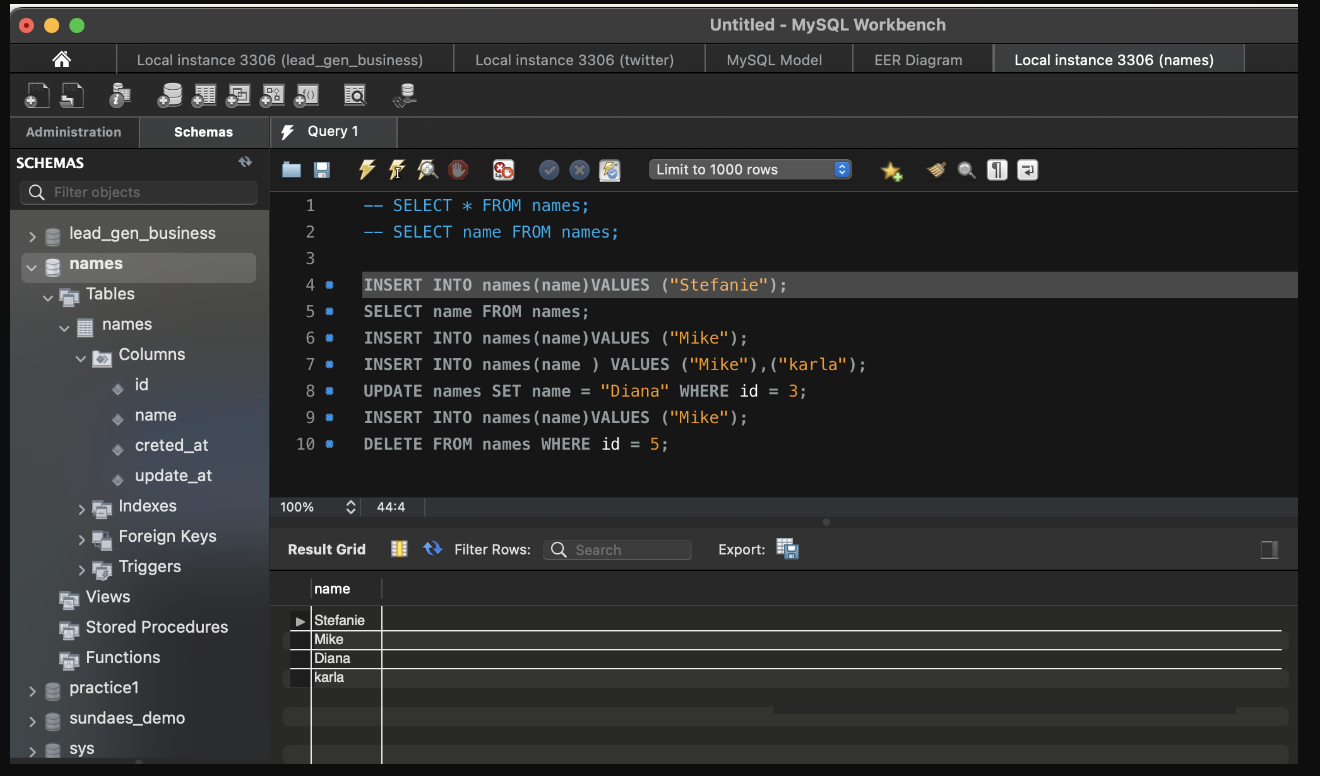 Untitled - MySQL Workbench
Local instance 3306 (lead_gen_business)
Local instance 3306 (twitter)
MySQL Model
EER Diagram
Local instance 3306 (names)
Administration
Schemas
Query 1
SCHEMAS
Filter objects
lead_gen_business
names
Tables
names
Columns
id
name
creted_at
update_at
Indexes
Foreign Keys
Triggers
Views
Stored Procedures
Functions
practice1
sundaes_demo
sys
Limit to 1000 rows
1 -- SELECT * FROM names;
2 -- SELECT name FROM names;
3
4 INSERT INTO names(name)VALUES ("Stefanie");
5 SELECT name FROM names;
6 INSERT INTO names(name)VALUES ("Mike");
7 INSERT INTO names(name ) VALUES ("Mike"),("karla");
8 UPDATE names SET name = "Diana" WHERE id = 3;
9 INSERT INTO names(name)VALUES ("Mike");
10 DELETE FROM names WHERE id = 5;
100% 44:4
Result Grid Filter Rows: Search Export:
name
Stefanie
Mike
Diana
karla